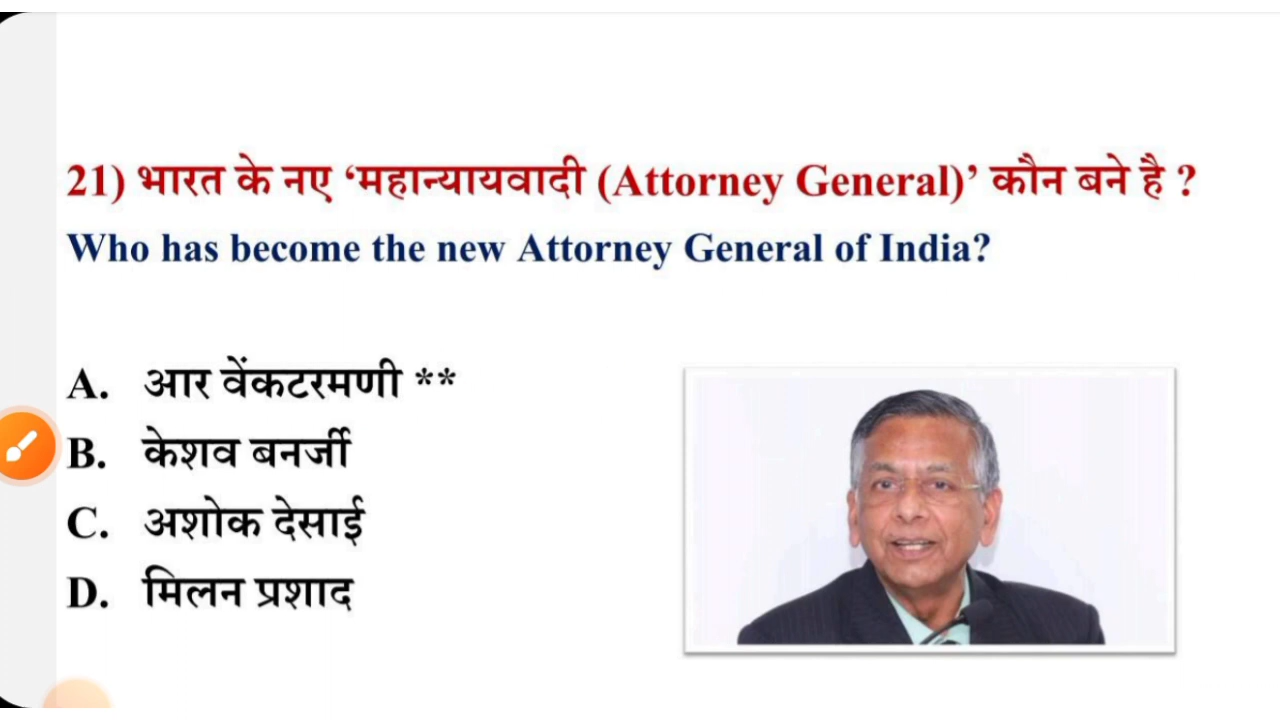 21) भारत के नए ‘महान्यायवादी (Attorney General)’ कौन बने है ?
Who has become the new Attorney General of India?
A. आर वेंकटरमणी **
B. केशव बनर्जी
C. अशोक देसाई
D. मिलन प्रशाद